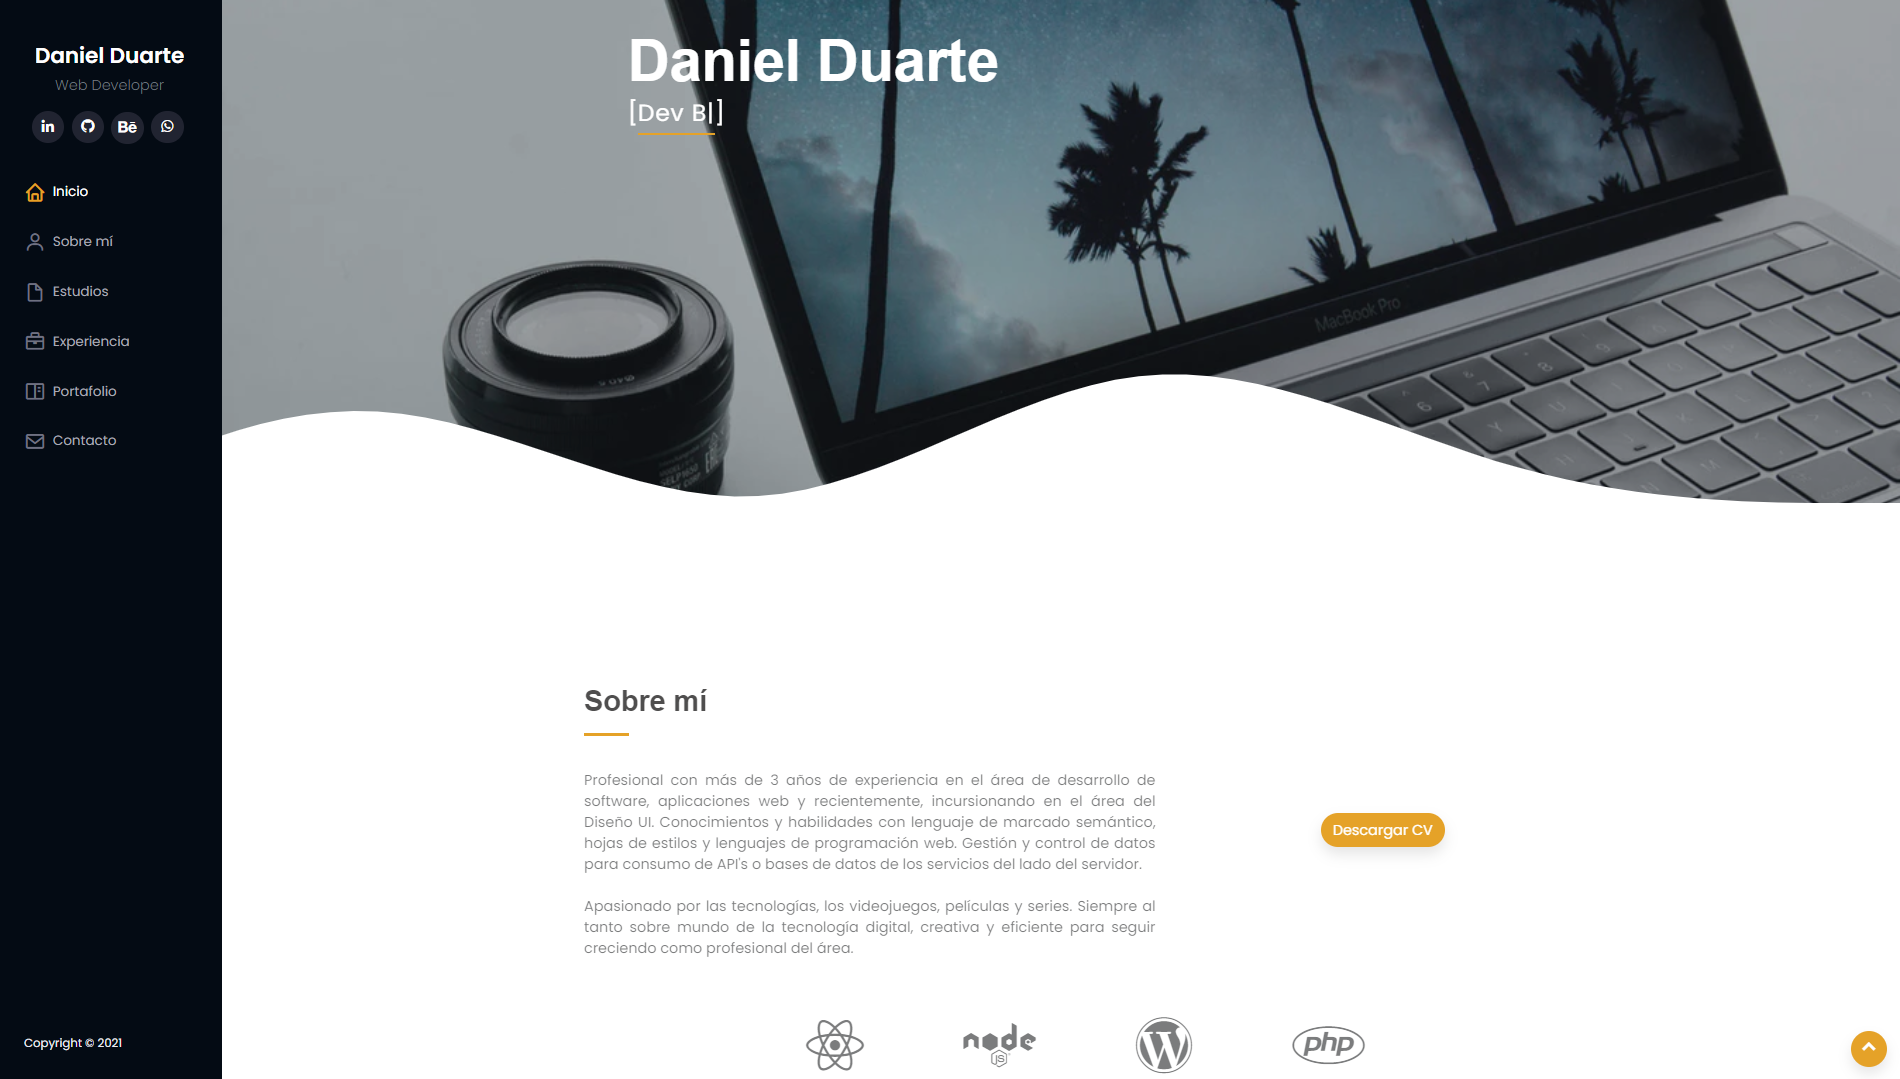 Daniel Duarte
Web Developer
in
Bē
Inicio
Sobre mí
Estudios
Experiencia
Portafolio
Contacto
Copyright © 2021
Daniel Duarte
[Dev B|]
MacBook Pro
Sobre mí
Profesional con más de 3 años de experiencia en el área de desarrollo de
software, aplicaciones web y recientemente, incursionando en el área del
Diseño UI. Conocimientos y habilidades con lenguaje de marcado semántico,
hojas de estilos y lenguajes de programación web. Gestión y control de datos
para consumo de API's o bases de datos de los servicios del lado del servidor.
Apasionado por las tecnologías, los videojuegos, películas y series. Siempre al
tanto sobre mundo de la tecnología digital, creativa y eficiente para seguir
creciendo como profesional del área.
Descargar CV
node
JS
W
php